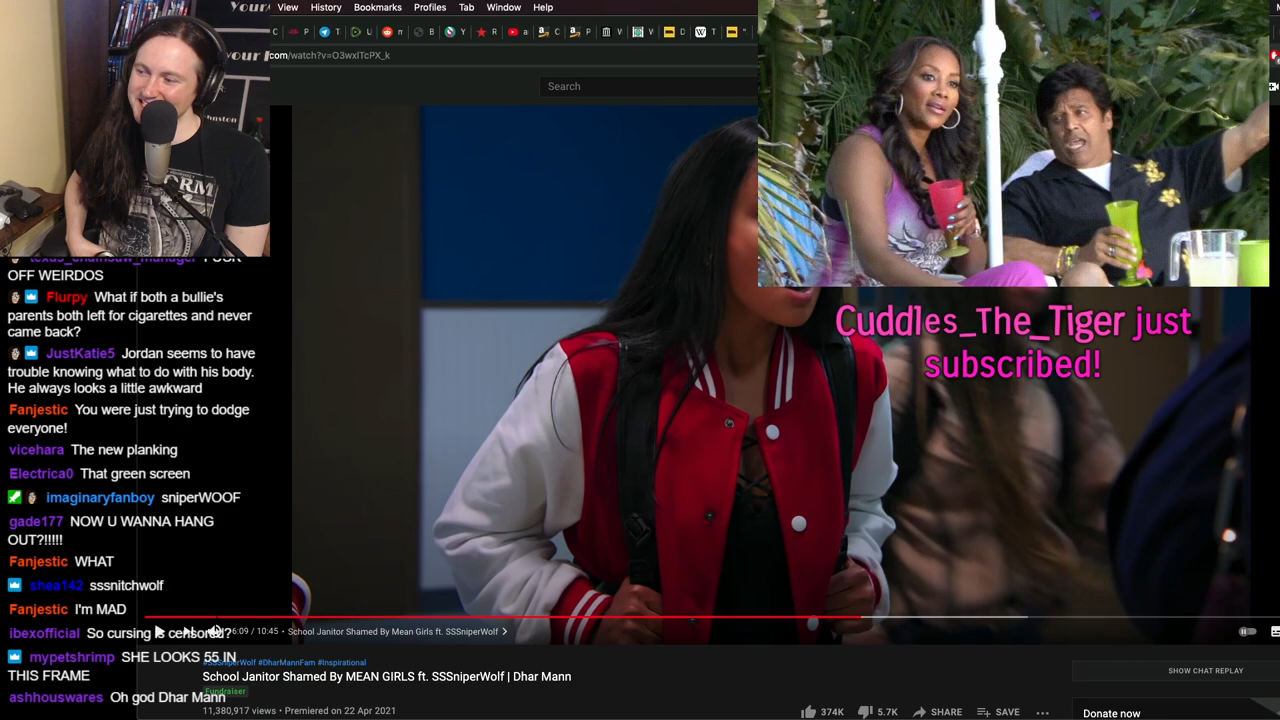 View History Bookmarks Profiles Tab Window Help
com/watch?v=O3wxITcPX_k
Search
Cuddles_The_Tiger just
subscribed!
OFF WEIRDOS
Flurpy What if both a bullie's
parents both left for cigarettes and never
came back?
JustKatie5 Jordan seems to have
trouble knowing what to do with his body.
He always looks a little awkward
Fanjestic You were just trying to dodge
everyone!
vicehara The new planking
Electrica0 That green screen
imaginaryfanboy sniperWOOF
gade177 NOW U WANNA HANG
OUT?!!!!!
Fanjestic WHAT
shea142 sssnitchwolf
Fanjestic I'm MAD
ibexofficial So cursing is censored?
mypetshrimp SHE LOOKS 55 IN
THIS FRAME
ashhouswares Oh god Dhar Mann
6:09 / 10:45 • School Janitor Shamed By Mean Girls ft. SSSniperWolf
#SSSniperWolf #DharMannFam #Inspirational
School Janitor Shamed By MEAN GIRLS ft. SSSniperWolf | Dhar Mann
Fundraiser
11,380,917 views • Premiered on 22 Apr 2021
374K 5.7K SHARE SAVE
SHOW CHAT REPLAY
Donate now